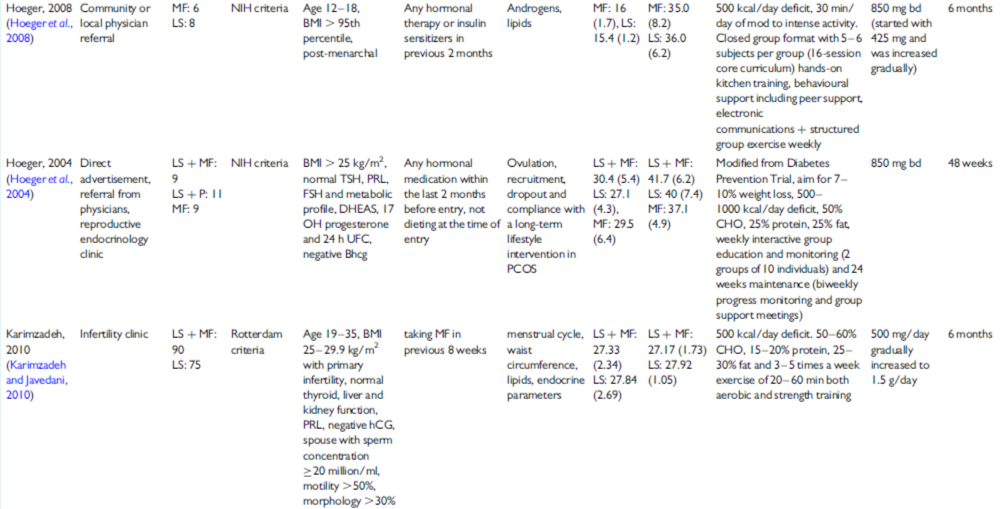 Hoeger, 2008
(Hoeger et al.,
2008)
Community or
local physician
referral
MF: 6
LS: 8
NIH criteria
Age 12–18,
BMI > 95th
percentile,
post-menarchal
Any hormonal
therapy or insulin
sensitizers in
previous 2 months
Androgens,
lipids
MF: 16
(1.7), LS:
15.4 (1.2)
MF: 35.0
(8.2)
LS: 36.0
(6.2)
500 kcal/day deficit, 30 min/
day of mod to intense activity.
Closed group format with 5–6
subjects per group (16-session
core curriculum) hands-on
kitchen training, behavioural
support including peer support,
electronic
communications + structured
group exercise weekly
850 mg bd
(started with
425 mg and
was increased
gradually)
6 months
Hoeger, 2004
(Hoeger et al.,
2004)
Direct
advertisement,
referral from
physicians,
reproductive
endocrinology
clinic
LS + MF:
9
LS + P: 11
MF: 9
NIH criteria
BMI > 25 kg/m²,
normal TSH, PRL,
FSH and metabolic
profile, DHEAS, 17
OH progesterone
and 24 h UFC,
negative Bhcg
Any hormonal
medication within
the last 2 months
before entry, not
dieting at the time of
entry
Ovulation,
recruitment,
dropout and
compliance with
a long-term
lifestyle
intervention in
PCOS
LS + MF:
30.4 (5.4)
LS: 27.1
(4.3),
MF: 29.5
(6.4)
LS + MF:
41.7 (6.2)
LS: 40 (7.4)
MF: 37.1
(4.9)
Modified from Diabetes
Prevention Trial, aim for 7–
10% weight loss, 500–
1000 kcal/day deficit, 50%
CHO, 25% protein, 25% fat,
weekly interactive group
education and monitoring (2
groups of 10 individuals) and 24
weeks maintenance (biweekly
progress monitoring and group
support meetings)
850 mg bd
48 weeks
Karimzadeh,
2010
(Karimzadeh
and Javedani,
2010)
Infertility clinic
LS + MF:
90
LS: 75
Rotterdam
criteria
Age 19–35, BMI
25–29.9 kg/m²
with primary
infertility, normal
thyroid, liver and
kidney function,
PRL, negative hCG,
spouse with sperm
concentration
≥20 million/ml,
motility >50%,
morphology >30%
taking MF in
previous 8 weeks
menstrual cycle,
waist
circumference,
lipids, endocrine
parameters
LS + MF:
27.33
(2.34)
LS: 27.84
(2.69)
LS + MF:
27.17 (1.73)
LS: 27.92
(1.05)
500 kcal/day deficit. 50–60%
CHO, 15–20% protein, 25–
30% fat and 3–5 times a week
exercise of 20–60 min both
aerobic and strength training
500 mg/day
gradually
increased to
1.5 g/day
6 months